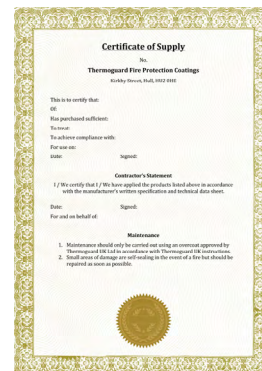 Certificate of Supply
No.
Thermoguard Fire Protection Coatings
Kirkby Street, Hull, HU2 0HE
This is to certify that:
Of:
Has purchased sufficient:
To treat:
To achieve compliance with:
For use on:
Date: Signed:
Contractor's Statement
I / We certify that I / We have applied the products listed above in accordance
with the manufacturer's written specification and technical data sheet.
Date: Signed:
For and on behalf of:
Maintenance
1. Maintenance should only be carried out using an overcoat approved by
Thermoguard UK Ltd in accordance with Thermoguard UK instructions.
2. Small areas of damage are self-sealing in the event of a fire but should be
repaired as soon as possible.